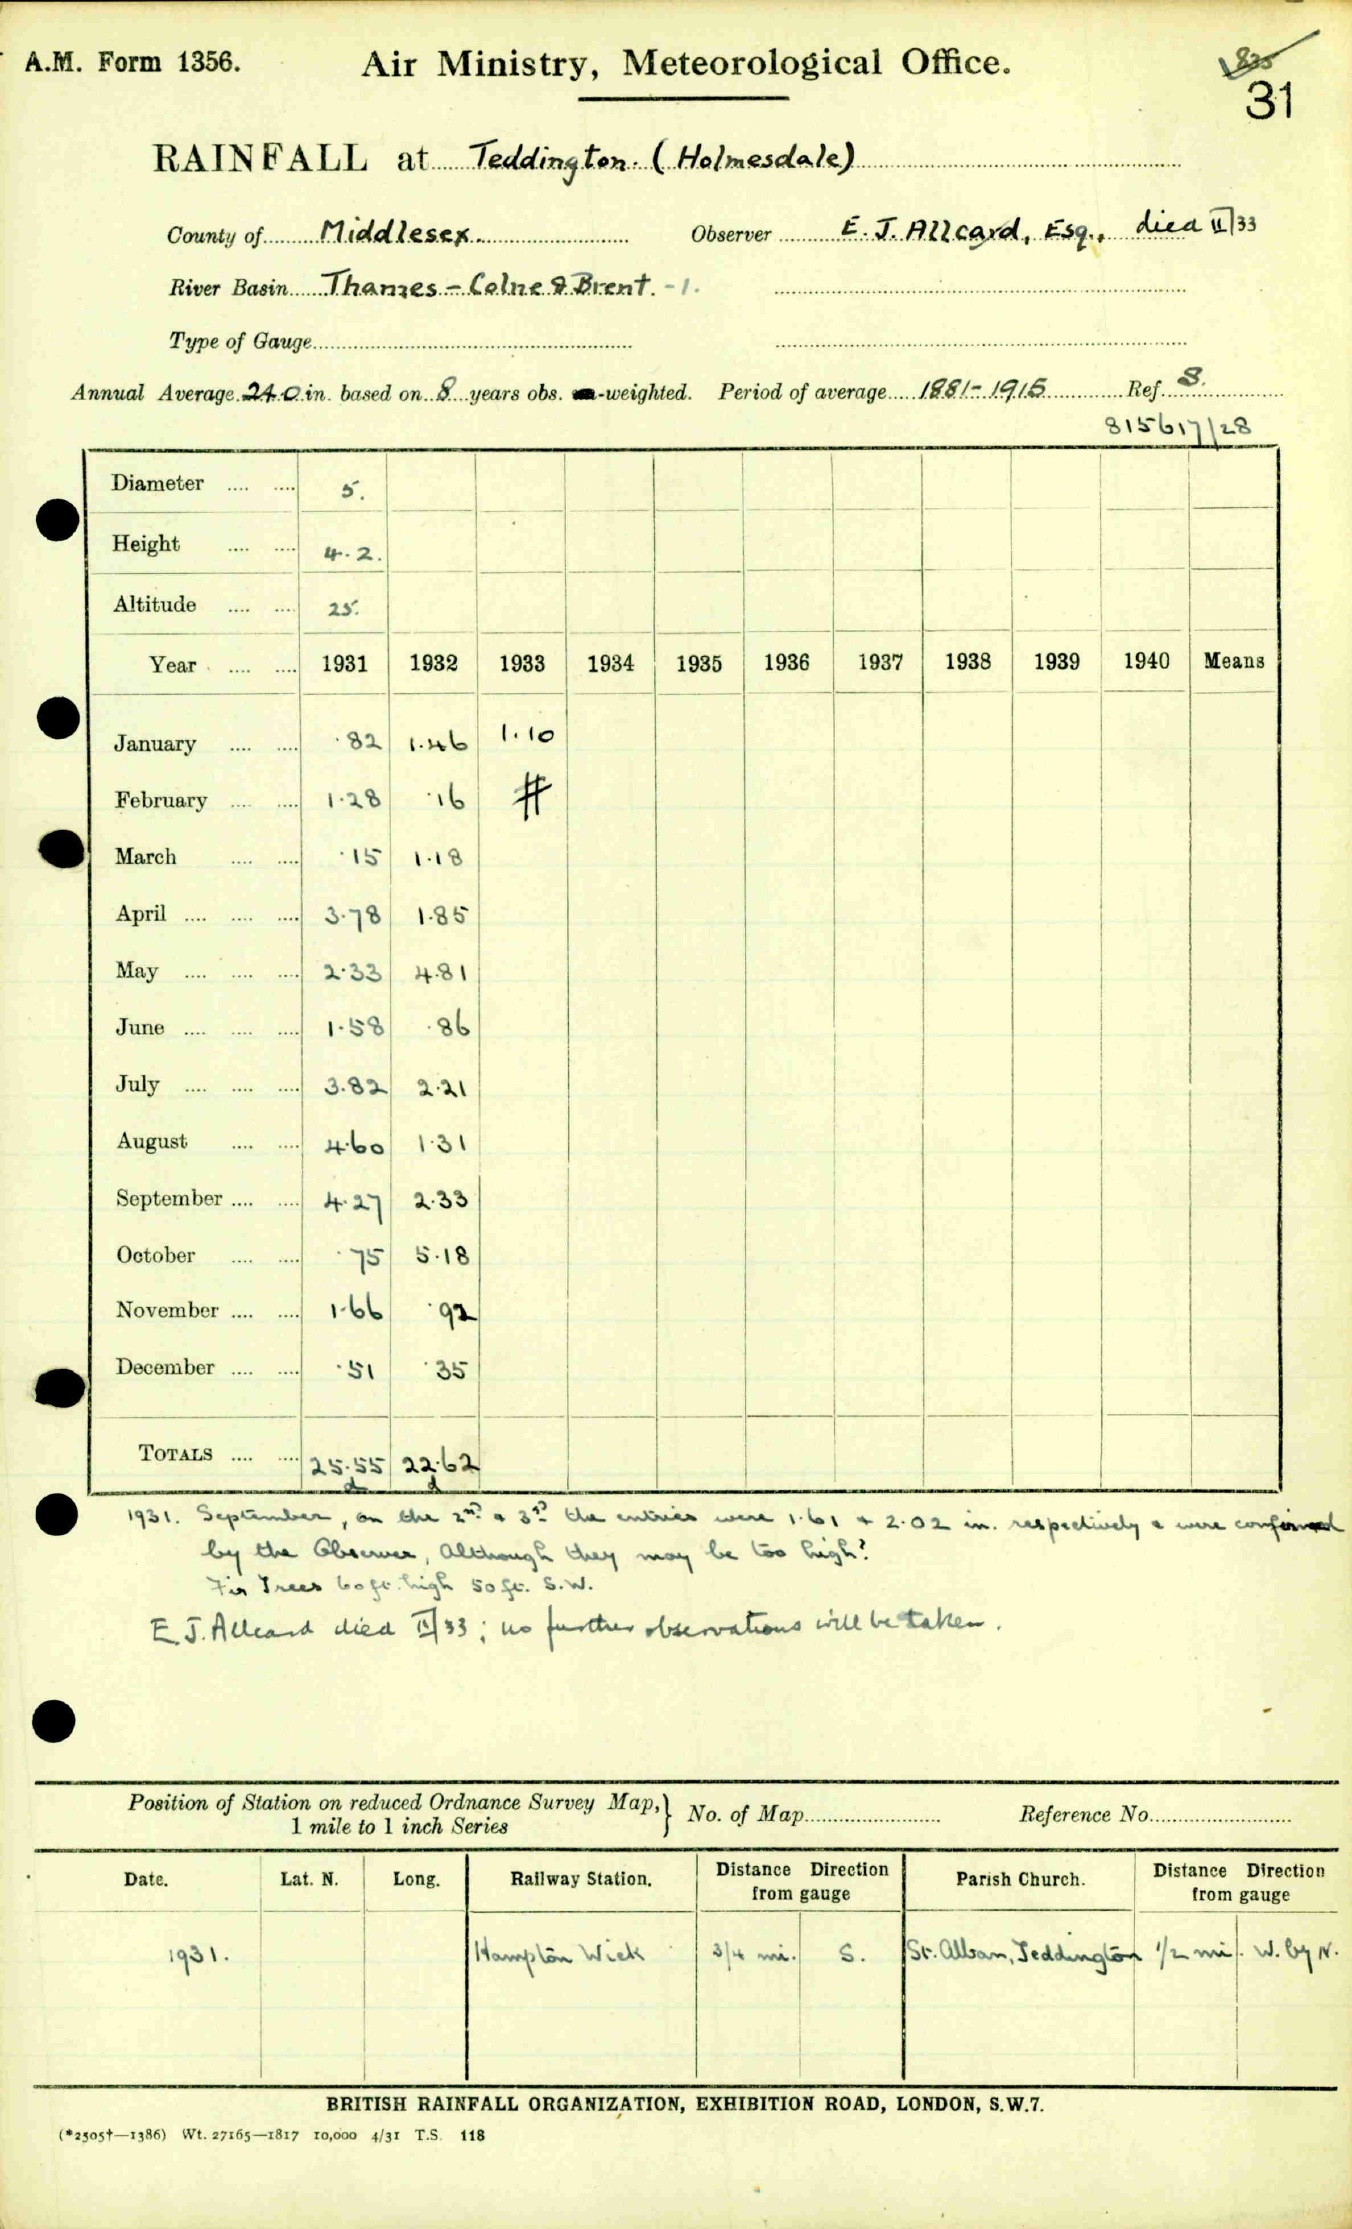 A.M. Form 1356.
Air Ministry, Meteorological Office.
31
RAINFALL at Teddington. (Holmesdale)
County of Middlesex. Observer E. J. Allcard, Esq., died II/33
River Basin Thames - Colne & Brent. - 1.
Type of Gauge
Annual Average 24.0 in. based on 8 years obs. -weighted. Period of average 1881-1915 Ref. S.
815617/28
Diameter .... .... 5.
Height .... .... 4.2.
Altitude .... .... 25.
Year .... .... 1931 1932 1933 1934 1935 1936 1937 1938 1939 1940 Means
January .... .... .82 1.46 1.10
February .... .... 1.28 .16 #
March .... .... .15 1.18
April .... .... .... 3.78 1.85
May .... .... .... 2.33 4.81
June .... .... .... 1.58 .86
July .... .... .... 3.82 2.21
August .... .... 4.60 1.31
September .... .... 4.27 2.33
October .... .... .75 5.18
November .... .... 1.66 .92
December .... .... .51 .35
TOTALS .... .... 25.55 22.62
d d
1931. September, on the 2nd & 3rd the entries were 1.61 & 2.02 in. respectively & were confirmed
by the Observer, although they may be too high?
Fir Trees 60 ft. high 50 ft. S.W.
E. J. Allcard died II/33; no further observations will be taken.
Position of Station on reduced Ordnance Survey Map, } No. of Map Reference No.
1 mile to 1 inch Series
Date. Lat. N. Long. Railway Station. Distance Direction from gauge Parish Church. Distance Direction from gauge
1931. Hampton Wick 3/4 mi. S. St. Alban, Teddington 1/2 mi. W. by N.
BRITISH RAINFALL ORGANIZATION, EXHIBITION ROAD, LONDON, S.W.7.
(*2505†—1386) Wt. 27165—1817 10,000 4/31 T.S. 118